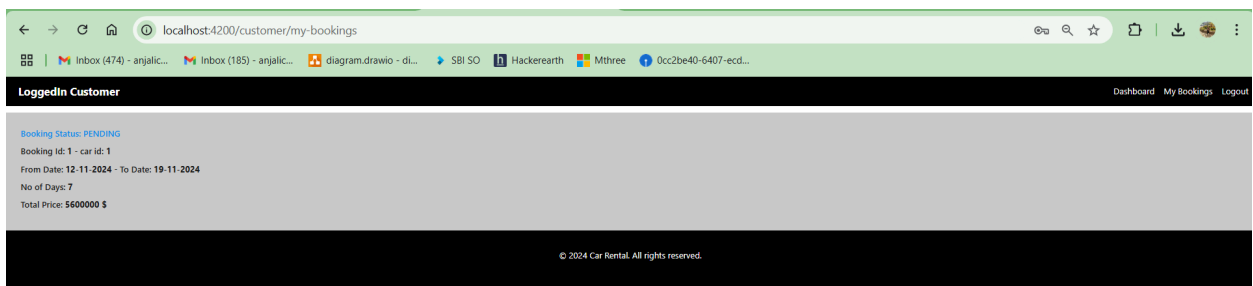 localhost:4200/customer/my-bookings
Inbox (474) - anjalic... Inbox (185) - anjalic... diagram.drawio - di... SBI SO h Hackerearth Mthree 0cc2be40-6407-ecd...
LoggedIn Customer Dashboard My Bookings Logout
Booking Status: PENDING
Booking Id: 1 - car id: 1
From Date: 12-11-2024 - To Date: 19-11-2024
No of Days: 7
Total Price: 5600000 $
© 2024 Car Rental. All rights reserved.